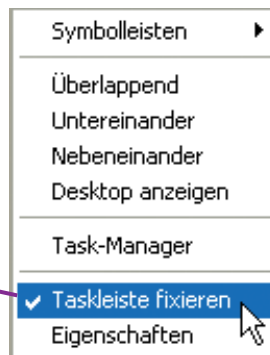 Symbolleisten
Überlappend
Untereinander
Nebeneinander
Desktop anzeigen
Task-Manager
Taskleiste fixieren
Eigenschaften